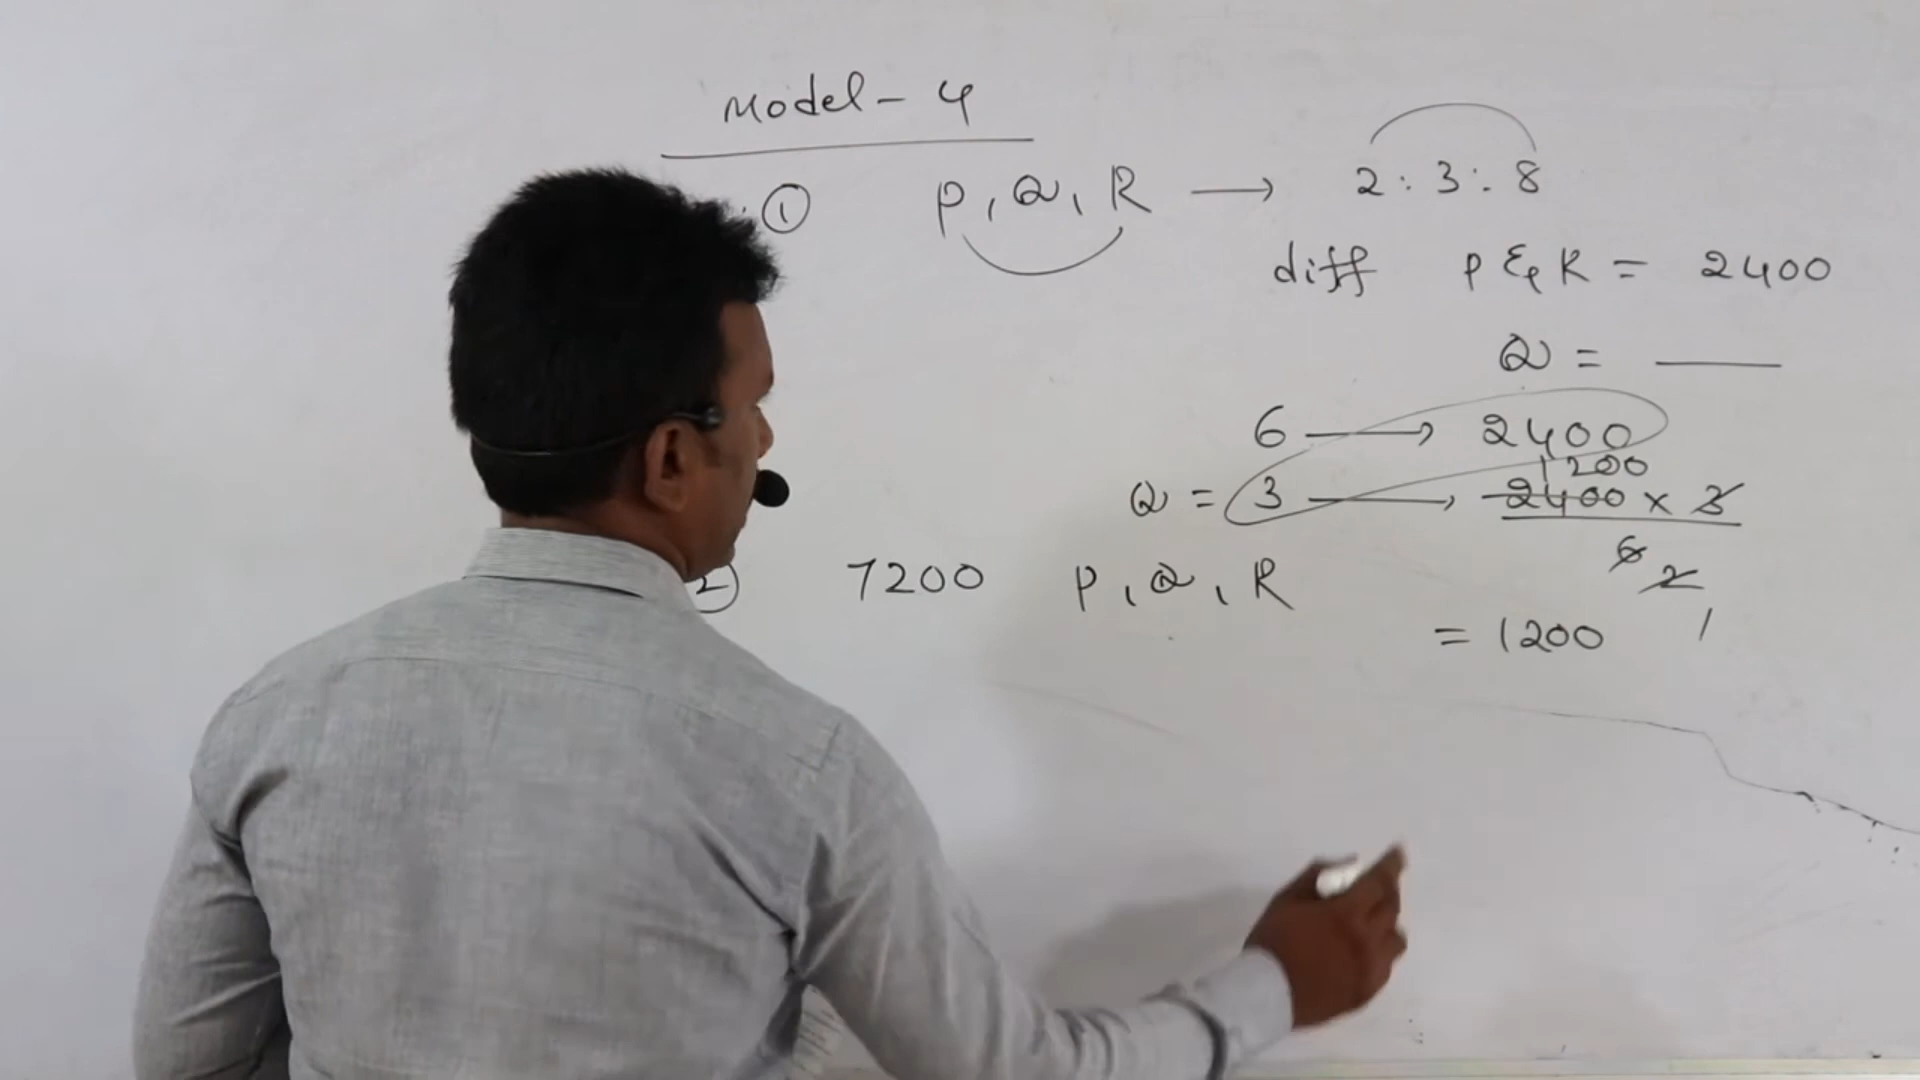 Model - 4
① P, Q, R → 2 : 3 : 8
diff P & R = 2400
Q = ____
6 → 2400
1200
Q = 3 → 2400 x 3
6 2
② 7200 P, Q, R
= 1200 1